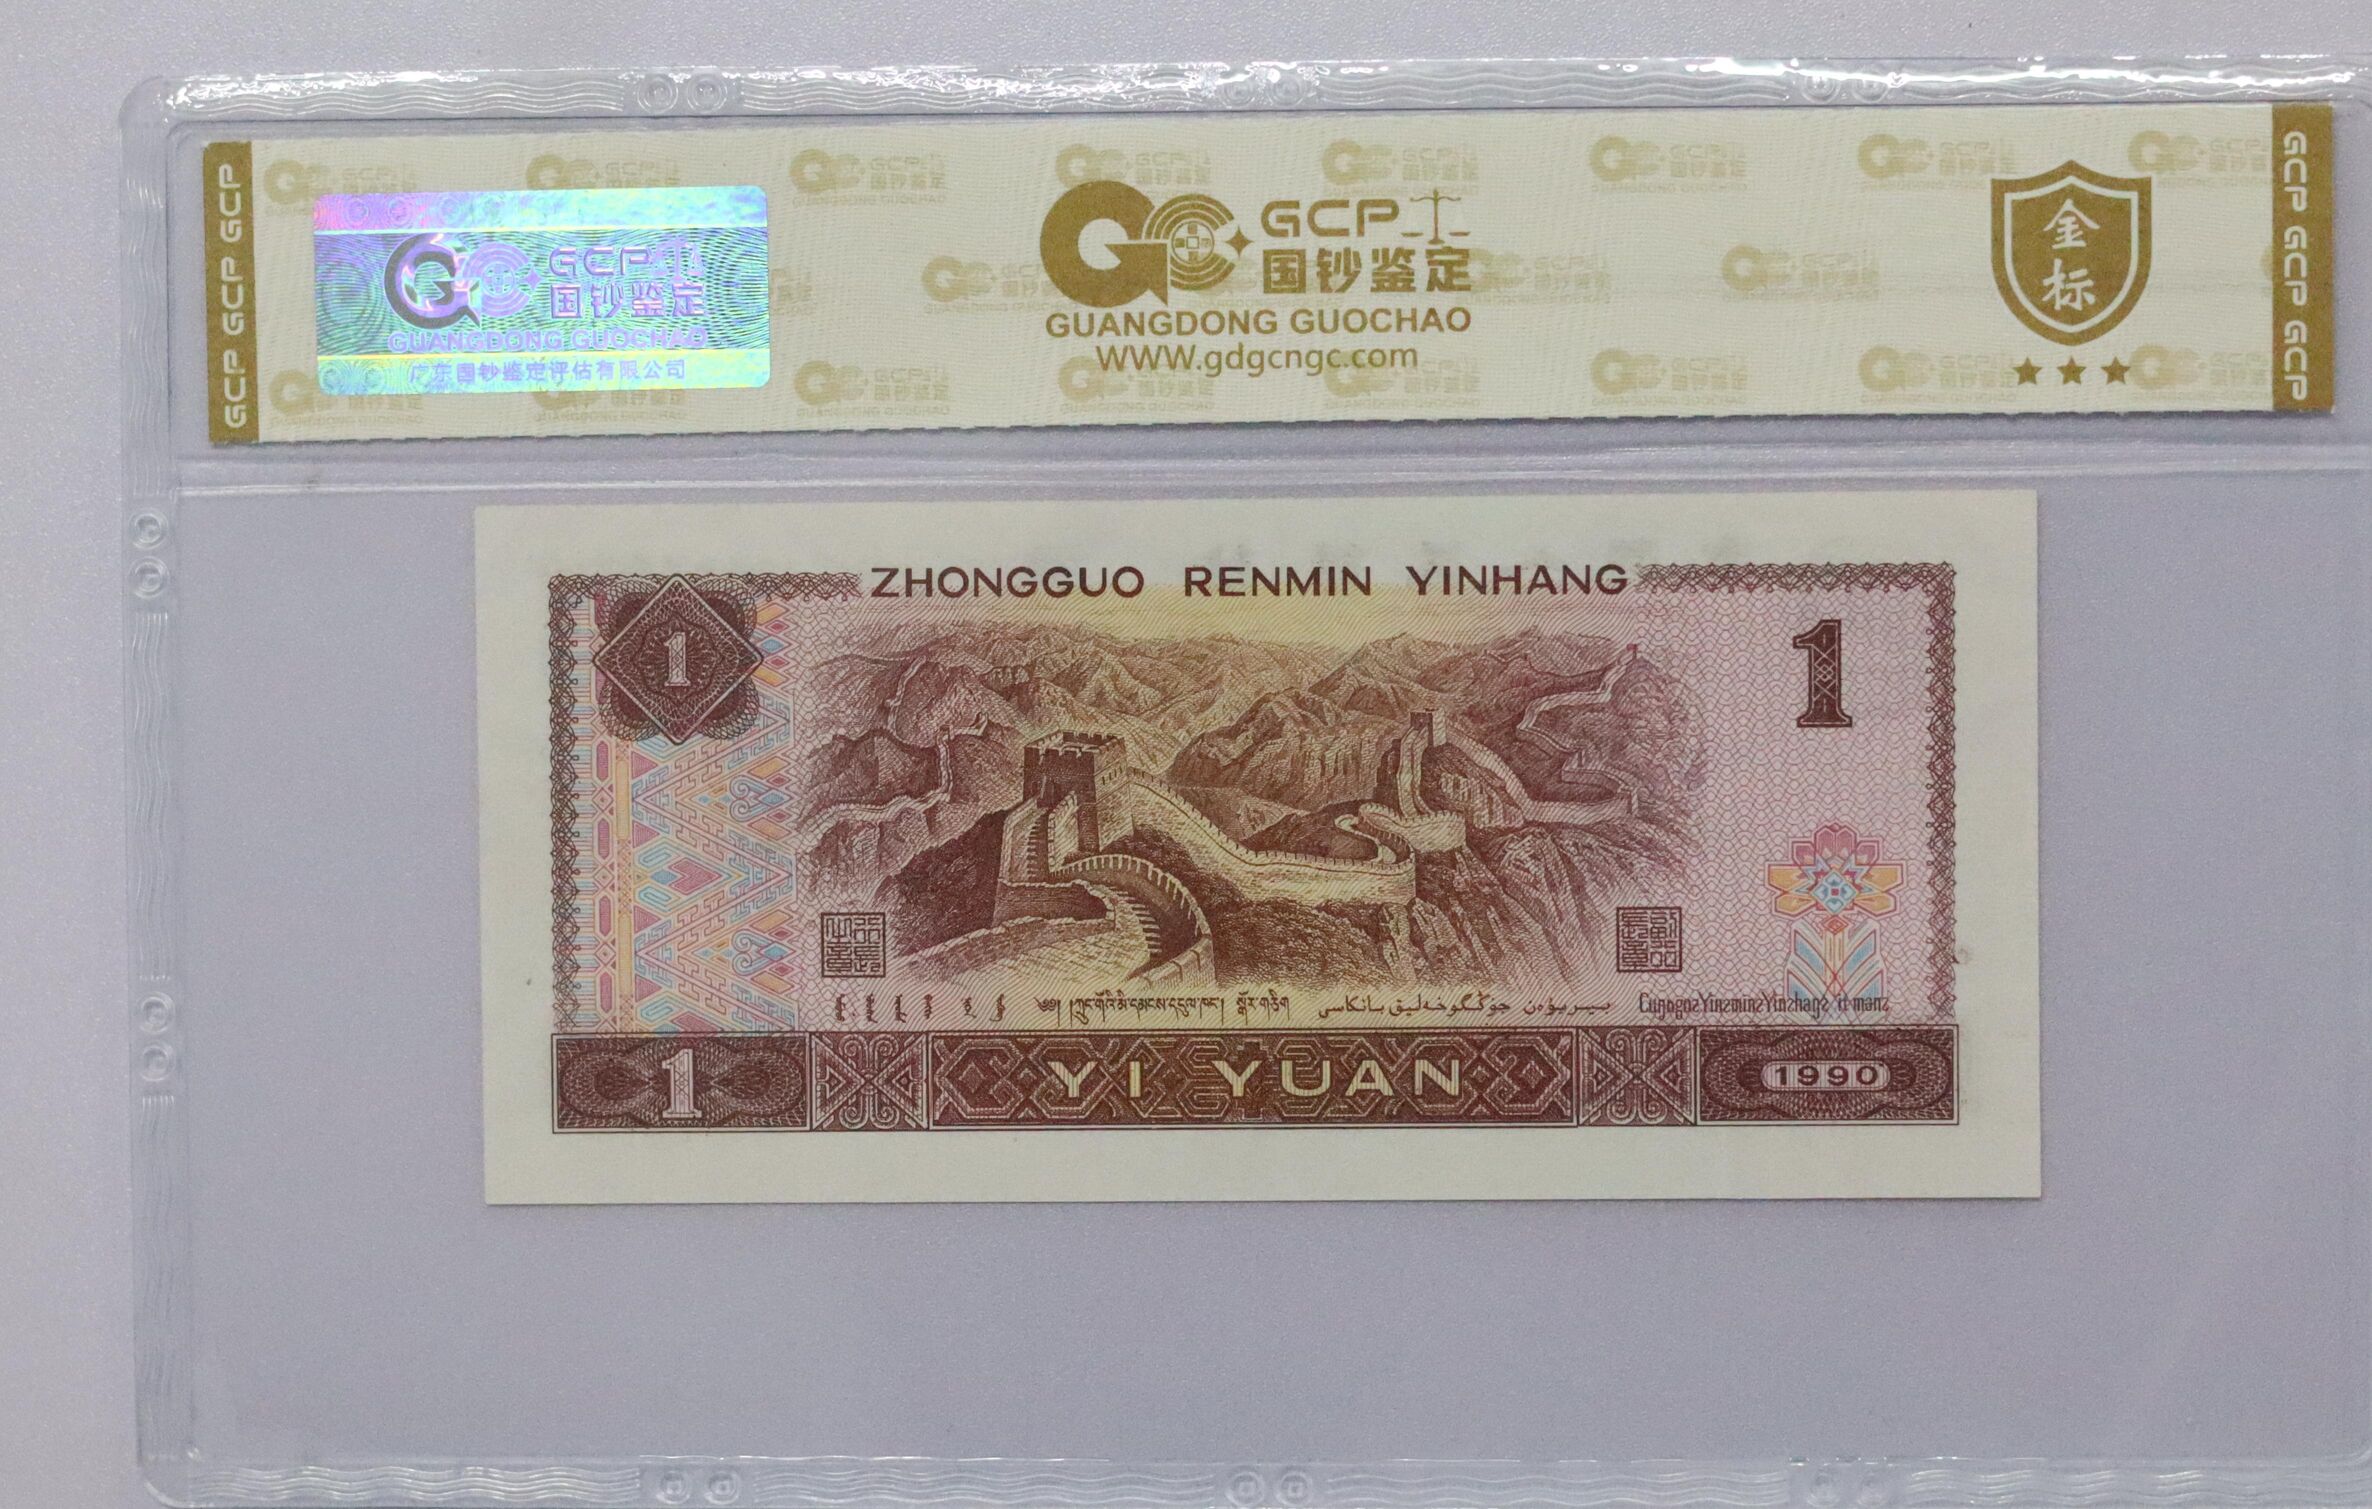 GCP GCP GCP
GCP
国钞鉴定
GUANGDONG GUOCHAO
广东国钞鉴定评估有限公司
GCP
国钞鉴定
GUANGDONG GUOCHAO
WWW.gdgcngc.com
金
标
GCP GCP GCP
ZHONGGUO RENMIN YINHANG
1
1
1
YI YUAN
1990